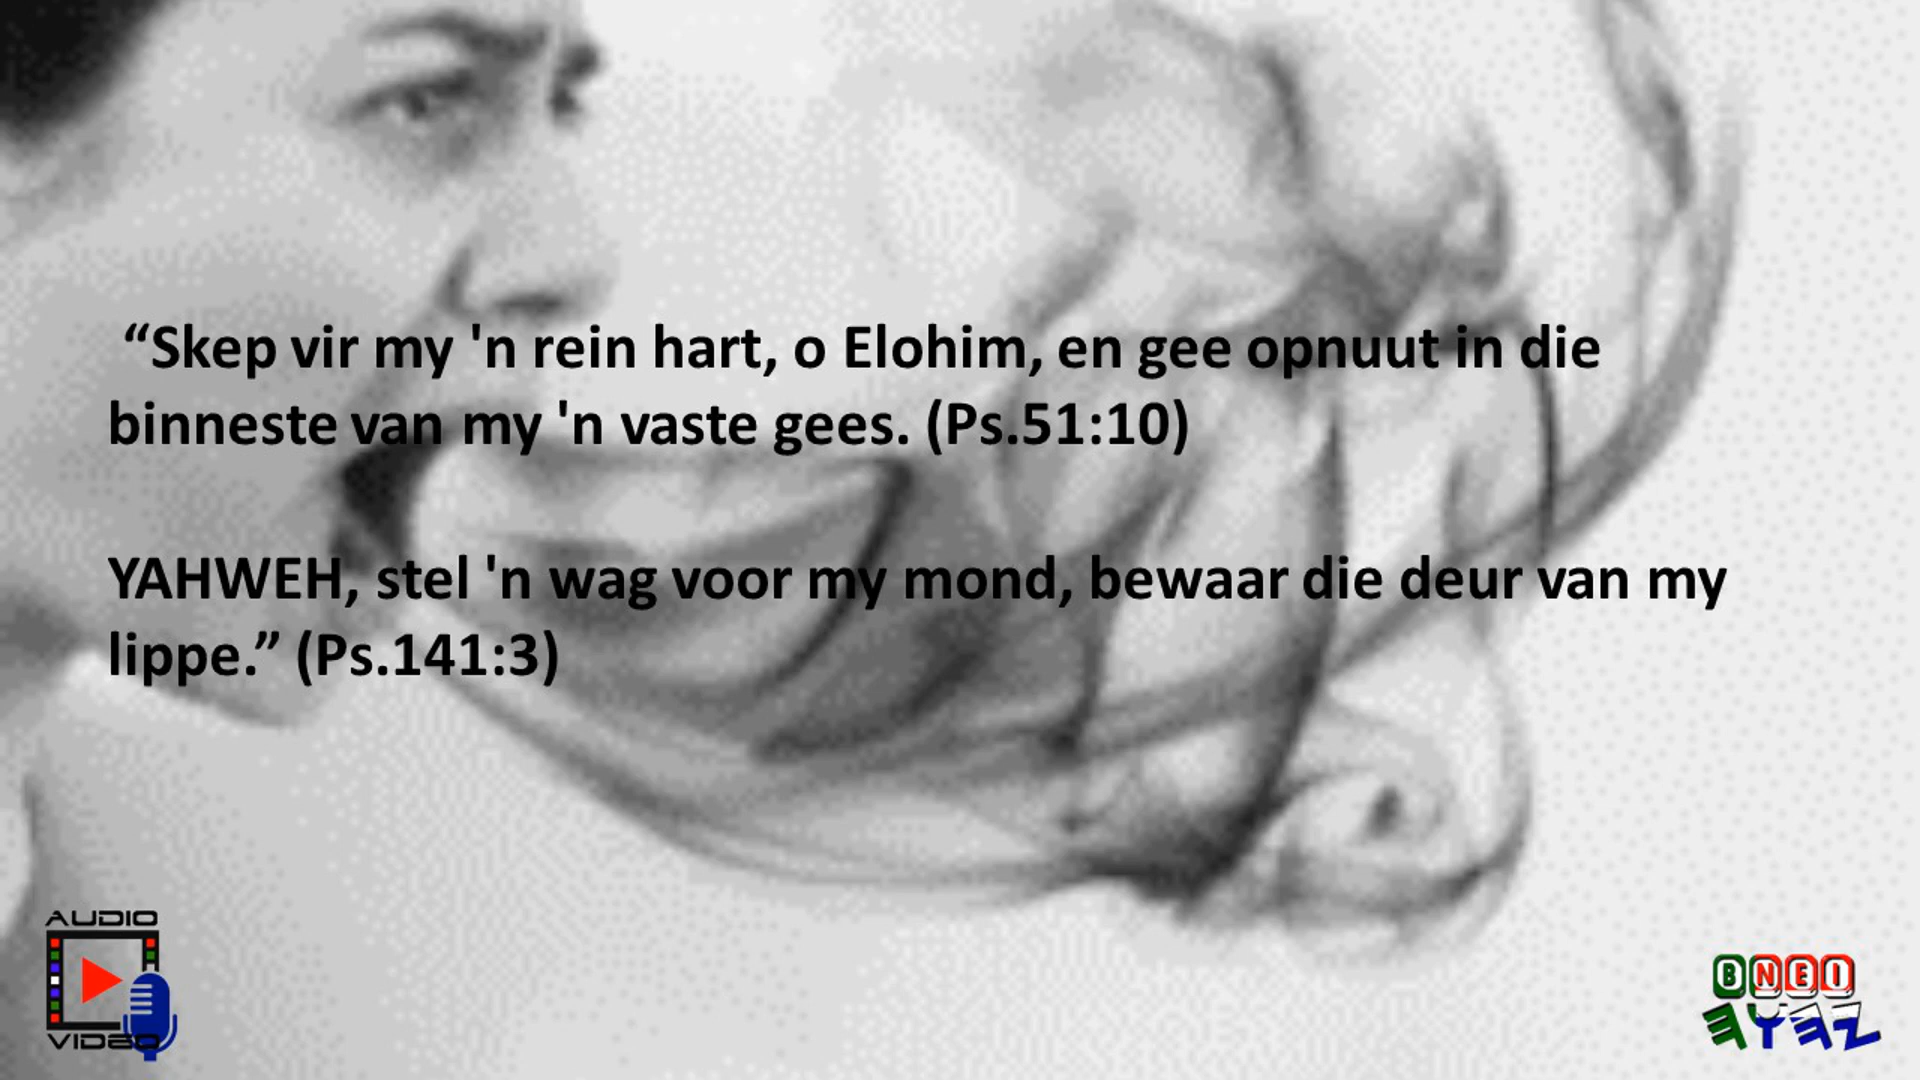 “Skep vir my 'n rein hart, o Elohim, en gee opnuut in die
binneste van my 'n vaste gees. (Ps.51:10)
YAHWEH, stel 'n wag voor my mond, bewaar die deur van my
lippe.” (Ps.141:3)
AUDIO
VIDEO
BNEI